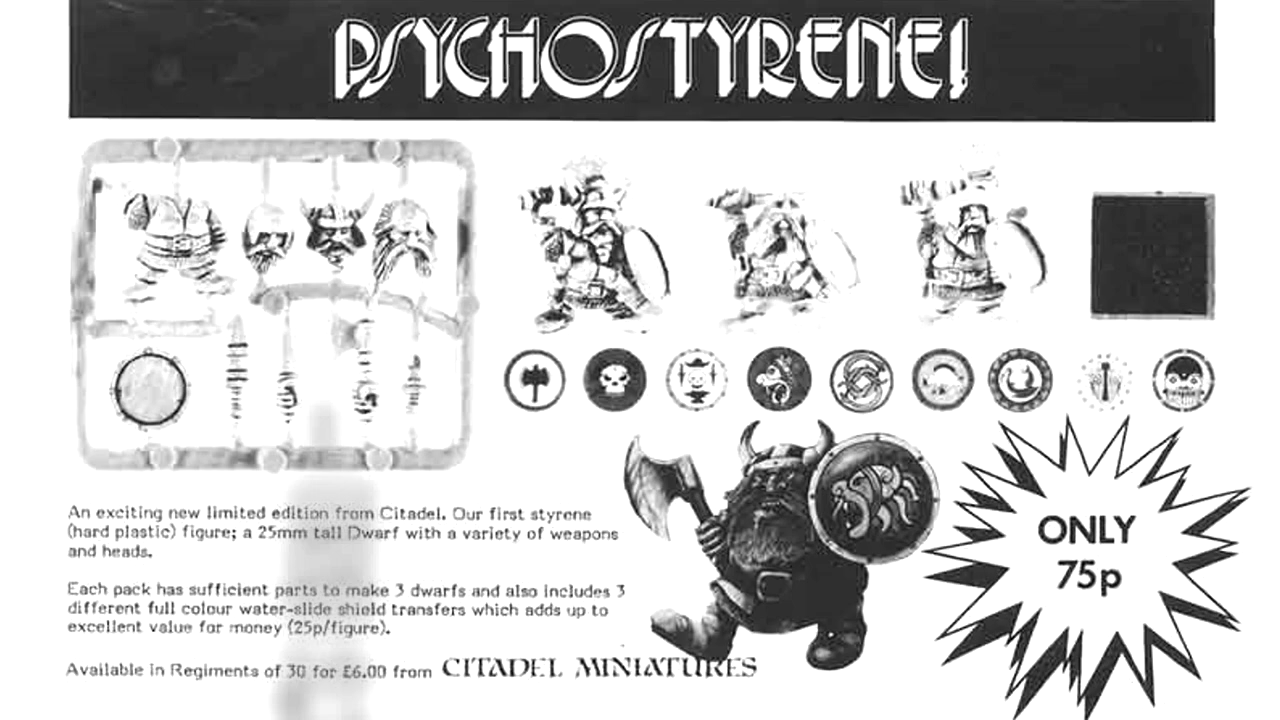 PSYCHOSTYRENE!
An exciting new limited edition from Citadel. Our first styrene
(hard plastic) figure; a 25mm tall Dwarf with a variety of weapons
and heads.
Each pack has sufficient parts to make 3 dwarfs and also includes 3
different full colour water-slide shield transfers which adds up to
excellent value for money (25p/figure).
Available in Regiments of 30 for £6.00 from CITADEL MINIATURES
ONLY
75p